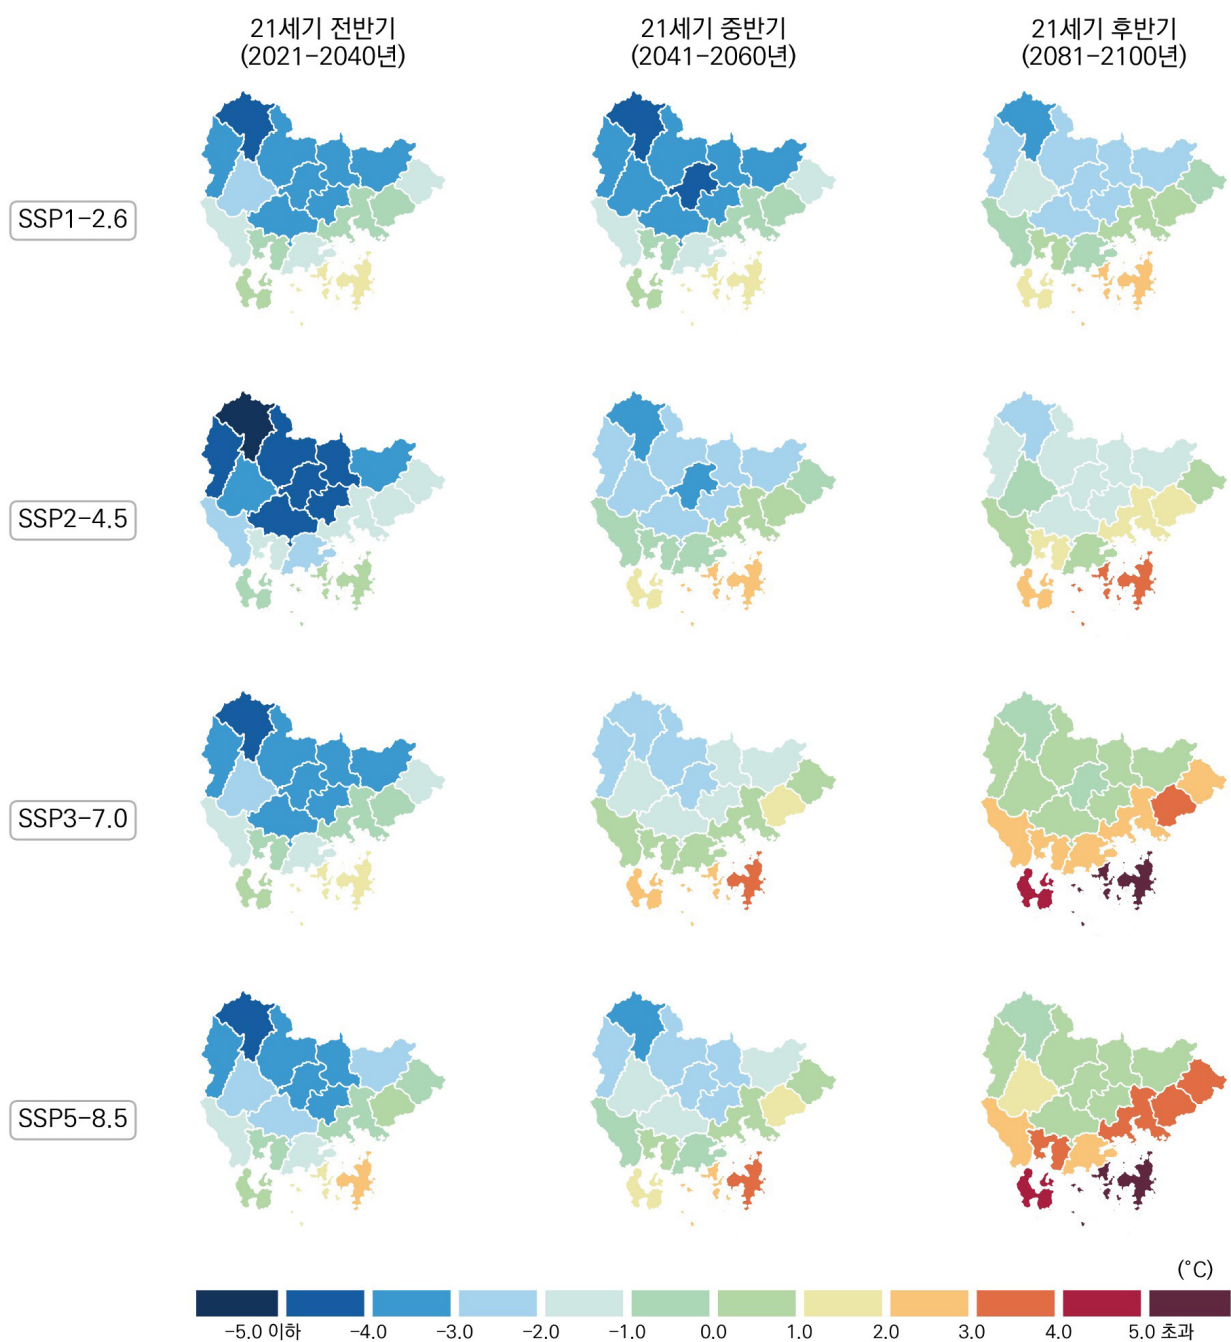 21세기 전반기
(2021-2040년)
21세기 중반기
(2041-2060년)
21세기 후반기
(2081-2100년)
SSP1-2.6
SSP2-4.5
SSP3-7.0
SSP5-8.5
(˚C)
-5.0 이하 -4.0 -3.0 -2.0 -1.0 0.0 1.0 2.0 3.0 4.0 5.0 초과